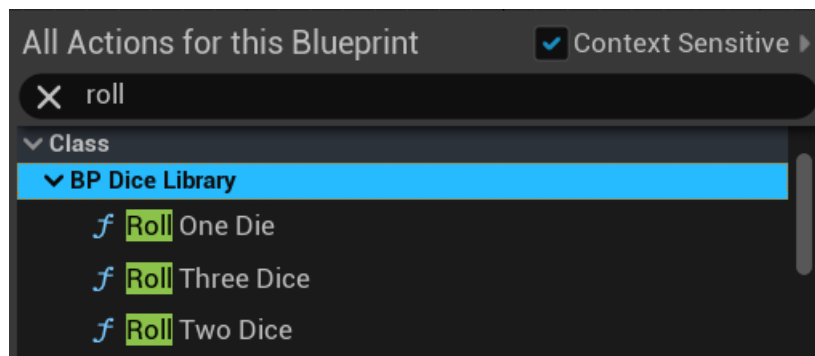 All Actions for this Blueprint Context Sensitive
roll
Class
BP Dice Library
f Roll One Die
f Roll Three Dice
f Roll Two Dice